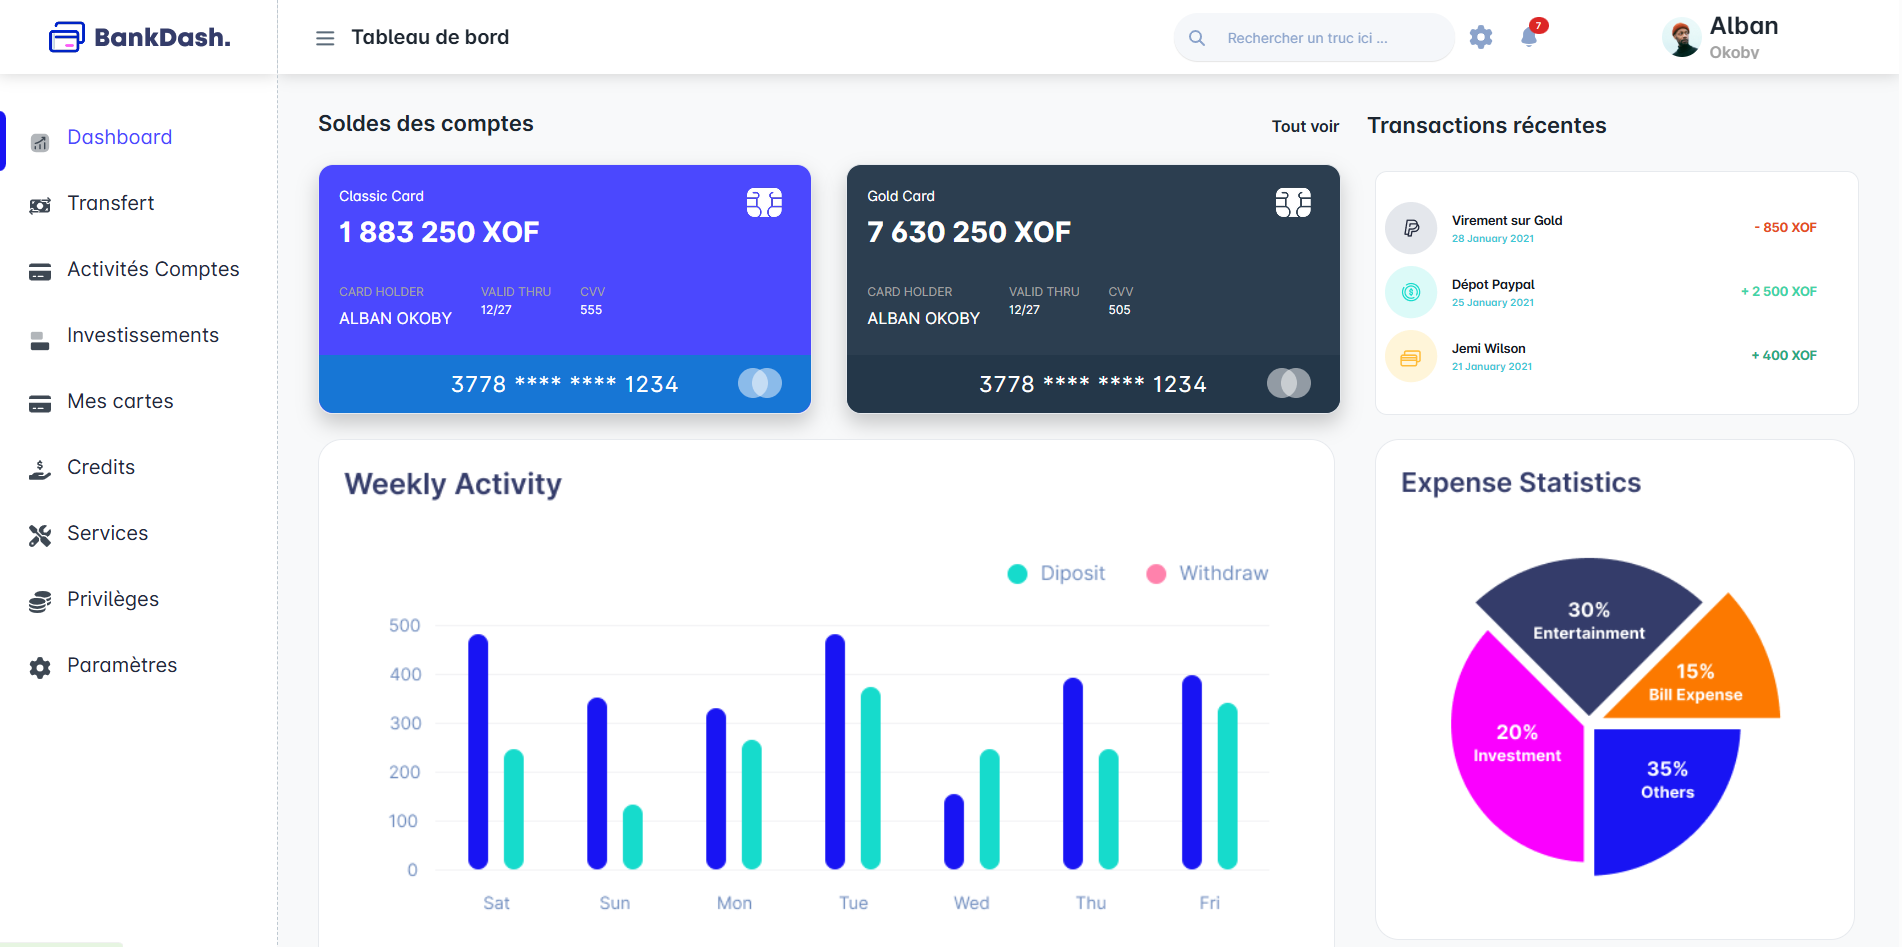 BankDash.
Tableau de bord
Rechercher un truc ici ...
7
Alban
Okoby
Dashboard
Transfert
Activités Comptes
Investissements
Mes cartes
Credits
Services
Privilèges
Paramètres
Soldes des comptes
Tout voir
Classic Card
1 883 250 XOF
CARD HOLDER VALID THRU CVV
ALBAN OKOBY 12/27 555
3778 **** **** 1234
Gold Card
7 630 250 XOF
CARD HOLDER VALID THRU CVV
ALBAN OKOBY 12/27 505
3778 **** **** 1234
Transactions récentes
Virement sur Gold
28 January 2021
- 850 XOF
Dépot Paypal
25 January 2021
+ 2 500 XOF
Jemi Wilson
21 January 2021
+ 400 XOF
Weekly Activity
Diposit Withdraw
500
400
300
200
100
0
Sat Sun Mon Tue Wed Thu Fri
Expense Statistics
30%
Entertainment
15%
Bill Expense
20%
Investment
35%
Others